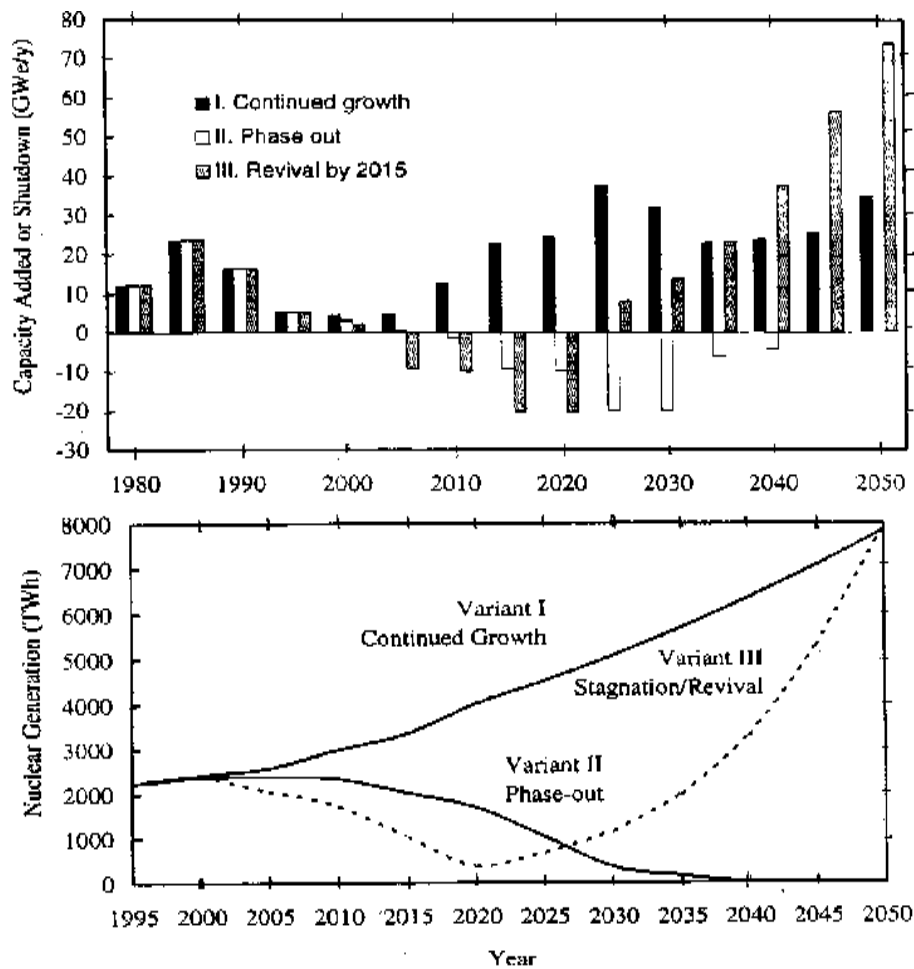 80
70
60
50
40
30
20
10
0
-10
-20
-30
Capacity Added or Shutdown (GWe/y)
I. Continued growth
II. Phase out
III. Revival by 2015
1980 1990 2000 2010 2020 2030 2040 2050
8000
7000
6000
5000
4000
3000
2000
1000
0
Nuclear Generation (TWh)
Variant I
Continued Growth
Variant III
Stagnation/Revival
Variant II
Phase-out
1995 2000 2005 2010 2015 2020 2025 2030 2035 2040 2045 2050
Year